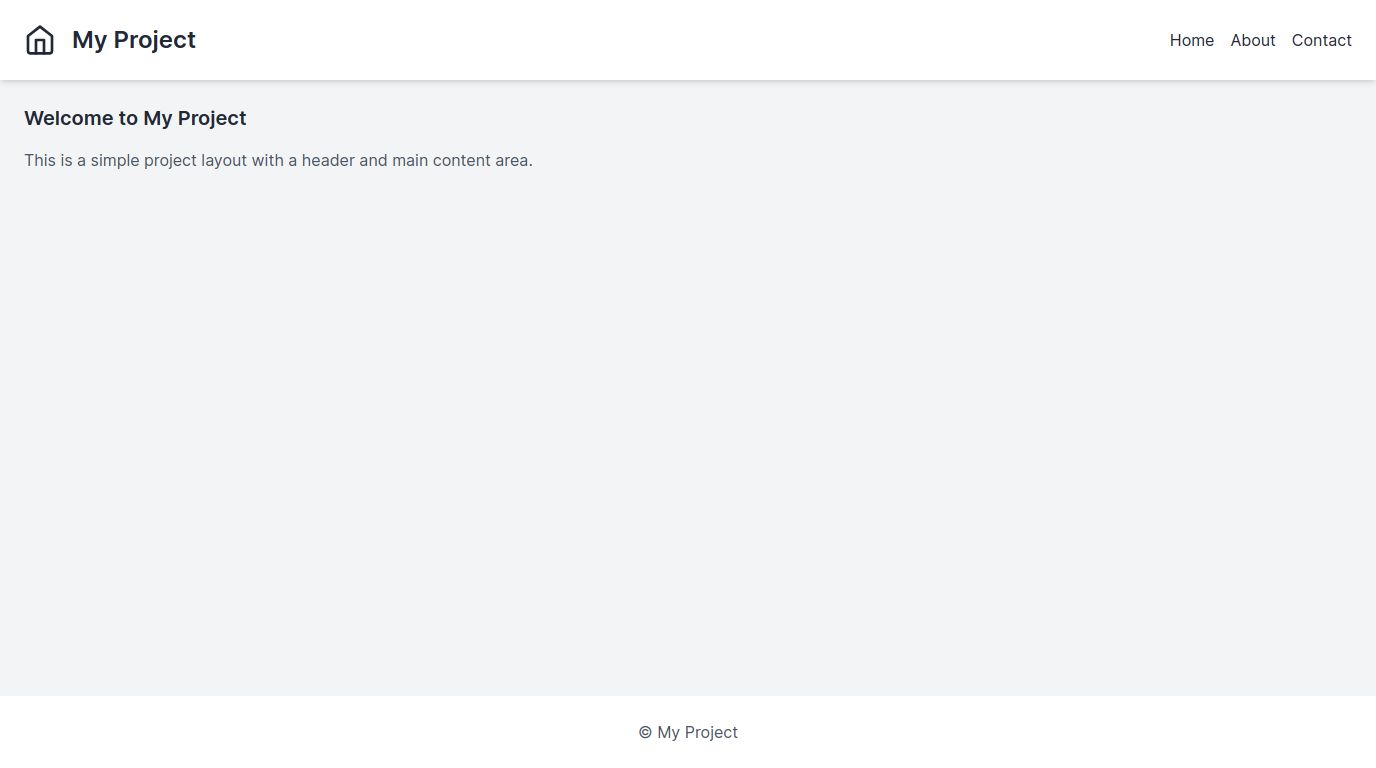 My Project
Home About Contact
Welcome to My Project
This is a simple project layout with a header and main content area.
© My Project